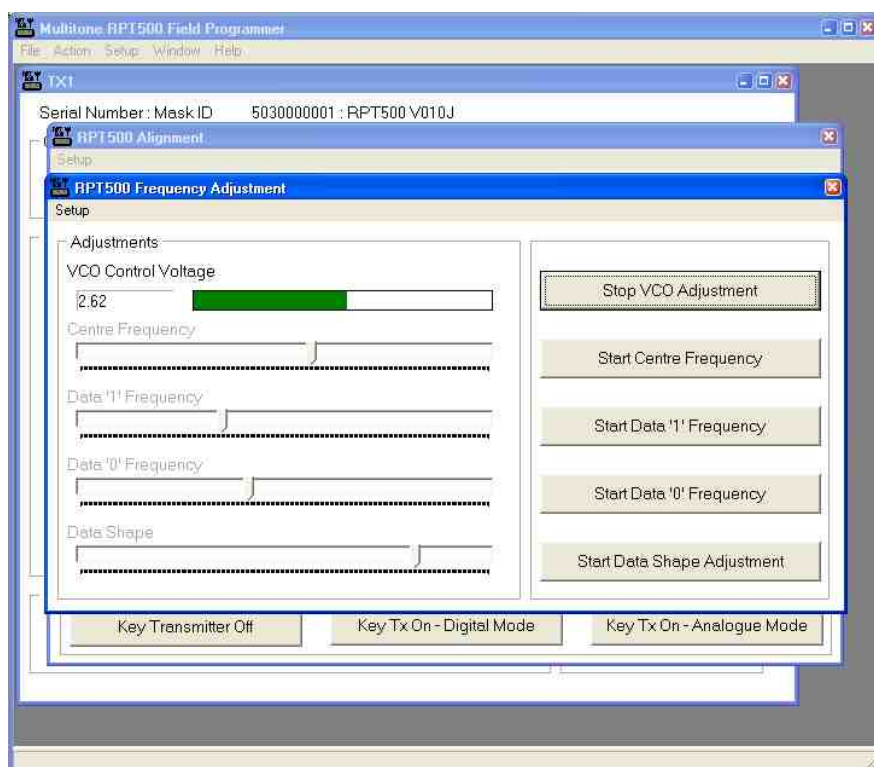 Multitone RPT500 Field Programmer
File Action Setup Window Help
TX1
Serial Number : Mask ID 5030000001 : RPT500 V010J
RPT500 Alignment
Setup
RPT500 Frequency Adjustment
Setup
Adjustments
VCO Control Voltage
2.62
Stop VCO Adjustment
Centre Frequency
Start Centre Frequency
Data '1' Frequency
Start Data '1' Frequency
Data '0' Frequency
Start Data '0' Frequency
Data Shape
Start Data Shape Adjustment
Key Transmitter Off
Key Tx On - Digital Mode
Key Tx On - Analogue Mode